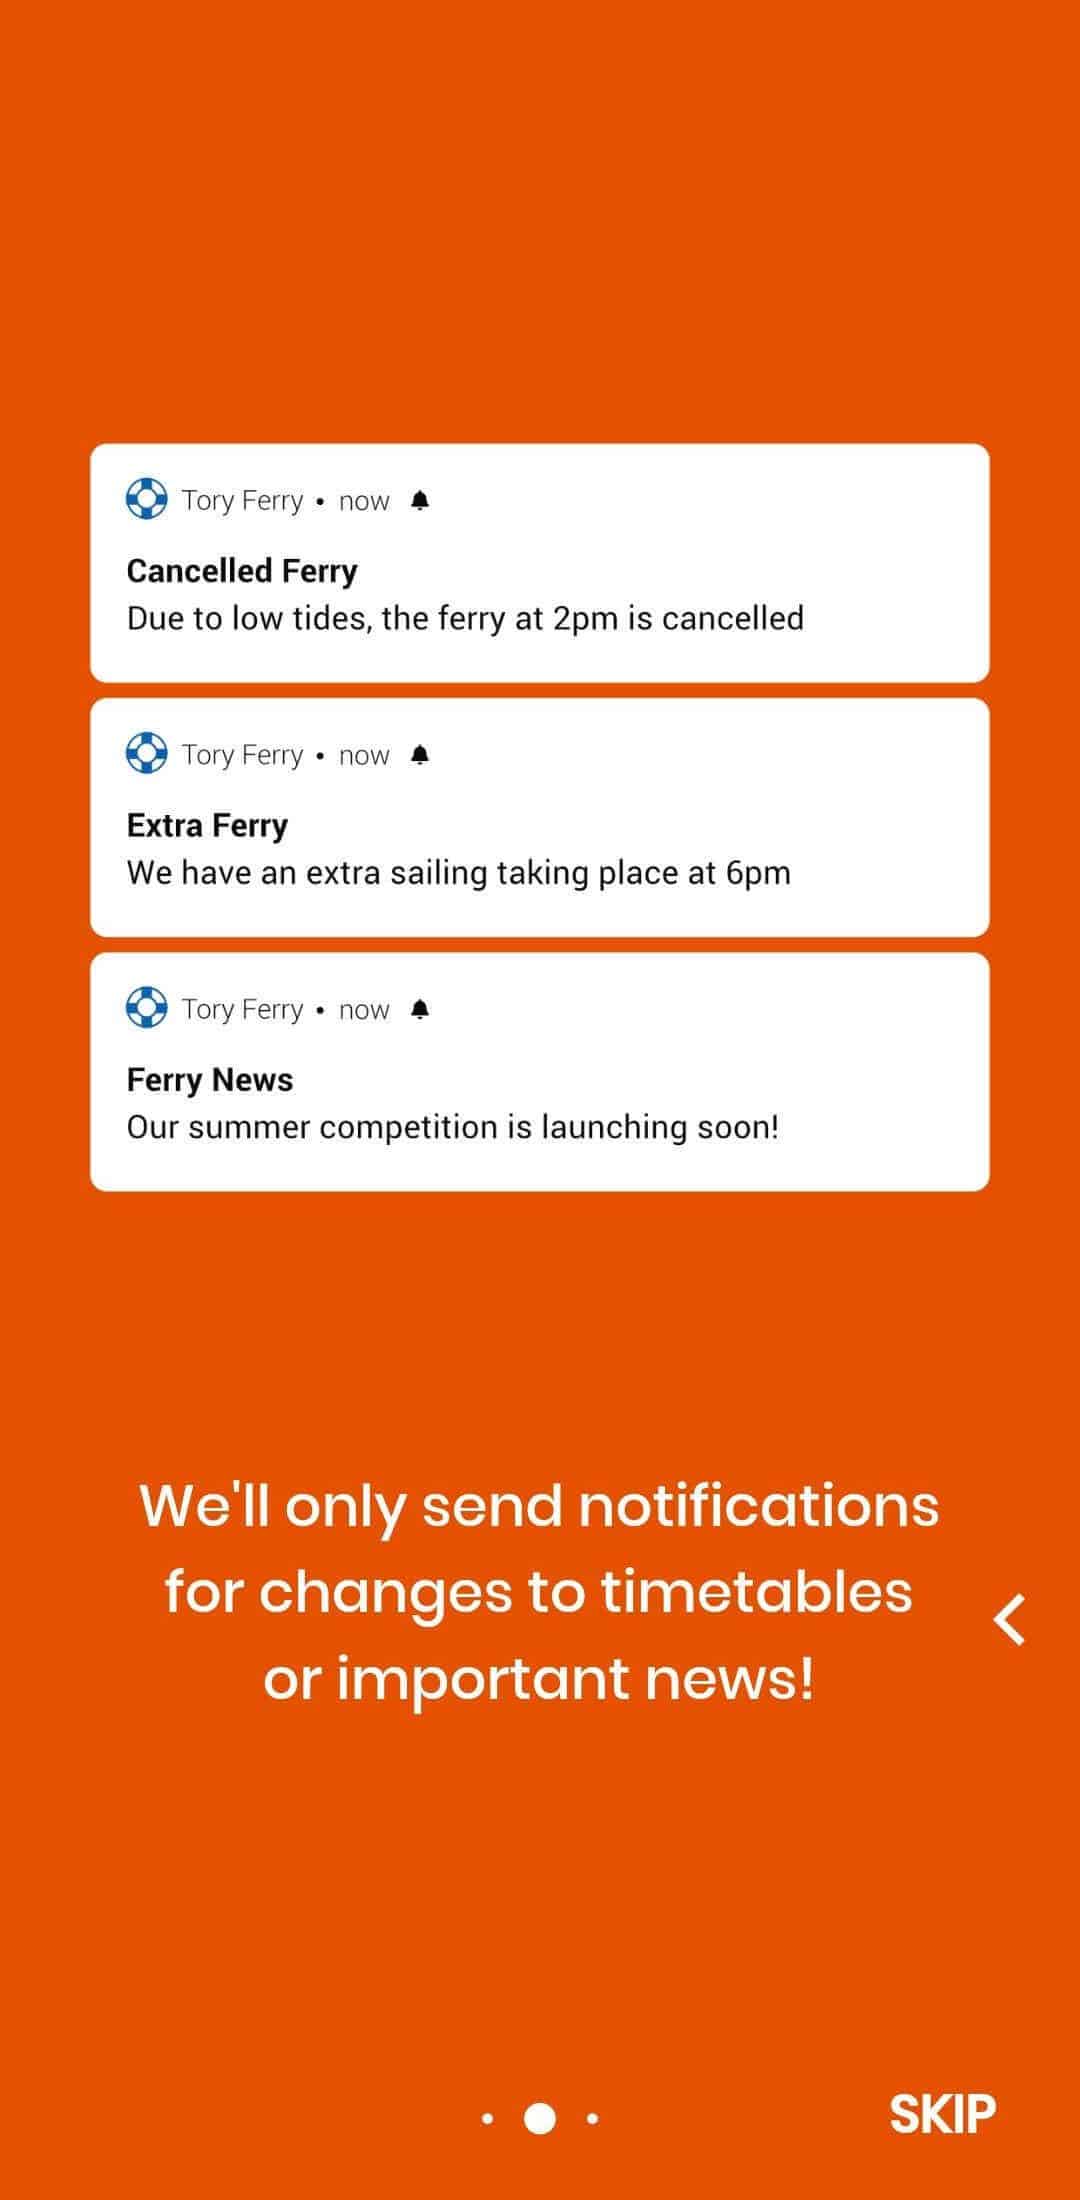 Tory Ferry • now
Cancelled Ferry
Due to low tides, the ferry at 2pm is cancelled
Tory Ferry • now
Extra Ferry
We have an extra sailing taking place at 6pm
Tory Ferry • now
Ferry News
Our summer competition is launching soon!
We'll only send notifications
for changes to timetables
or important news!
SKIP